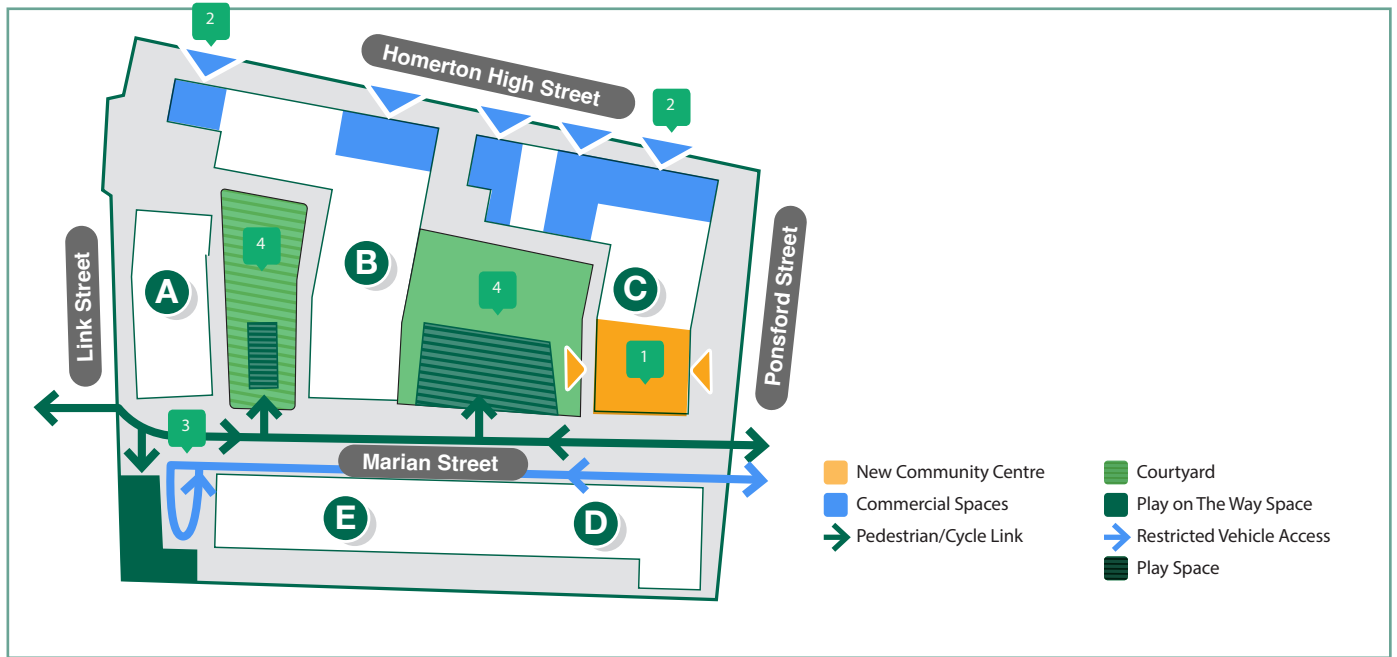 2
Homerton High Street
2
4
B
A
4
C
Link Street
Ponsford Street
1
3
Marian Street
E
D
New Community Centre
Commercial Spaces
Pedestrian/Cycle Link
Courtyard
Play on The Way Space
Restricted Vehicle Access
Play Space